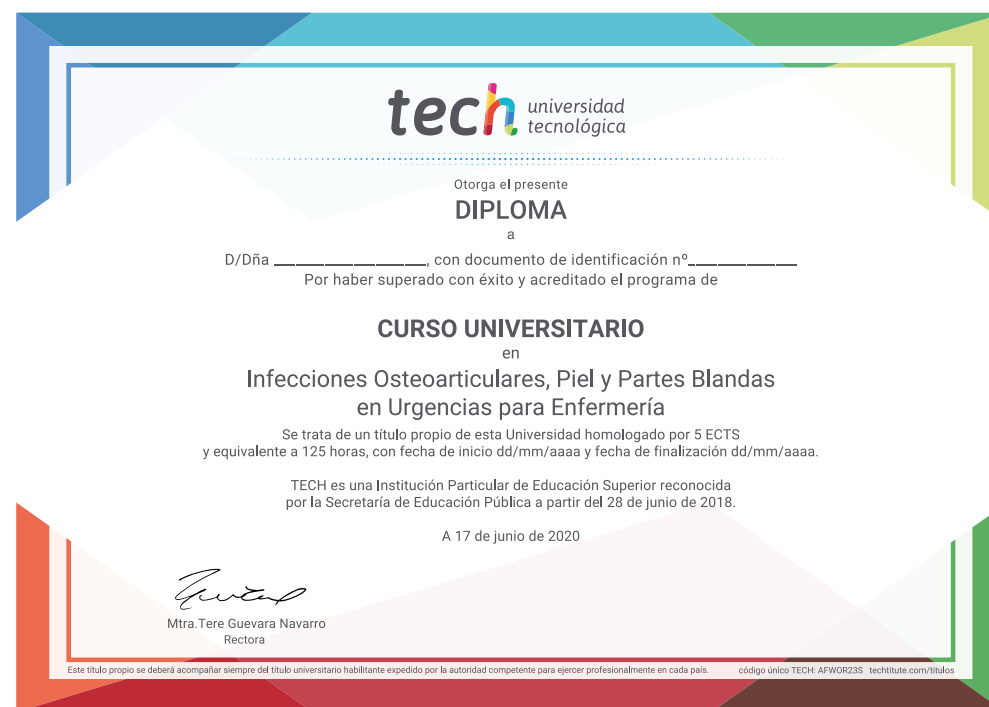 tech universidad
tecnológica
Otorga el presente
DIPLOMA
a
D/Dña ______________, con documento de identificación nº__________
Por haber superado con éxito y acreditado el programa de
CURSO UNIVERSITARIO
en
Infecciones Osteoarticulares, Piel y Partes Blandas
en Urgencias para Enfermería
Se trata de un título propio de esta Universidad homologado por 5 ECTS
y equivalente a 125 horas, con fecha de inicio dd/mm/aaaa y fecha de finalización dd/mm/aaaa.
TECH es una Institución Particular de Educación Superior reconocida
por la Secretaría de Educación Pública a partir del 28 de junio de 2018.
A 17 de junio de 2020
Mtra.Tere Guevara Navarro
Rectora
Este título propio se deberá acompañar siempre del título universitario habilitante expedido por la autoridad competente para ejercer profesionalmente en cada país. código único TECH: AFWOR23S techtitute.com/titulos